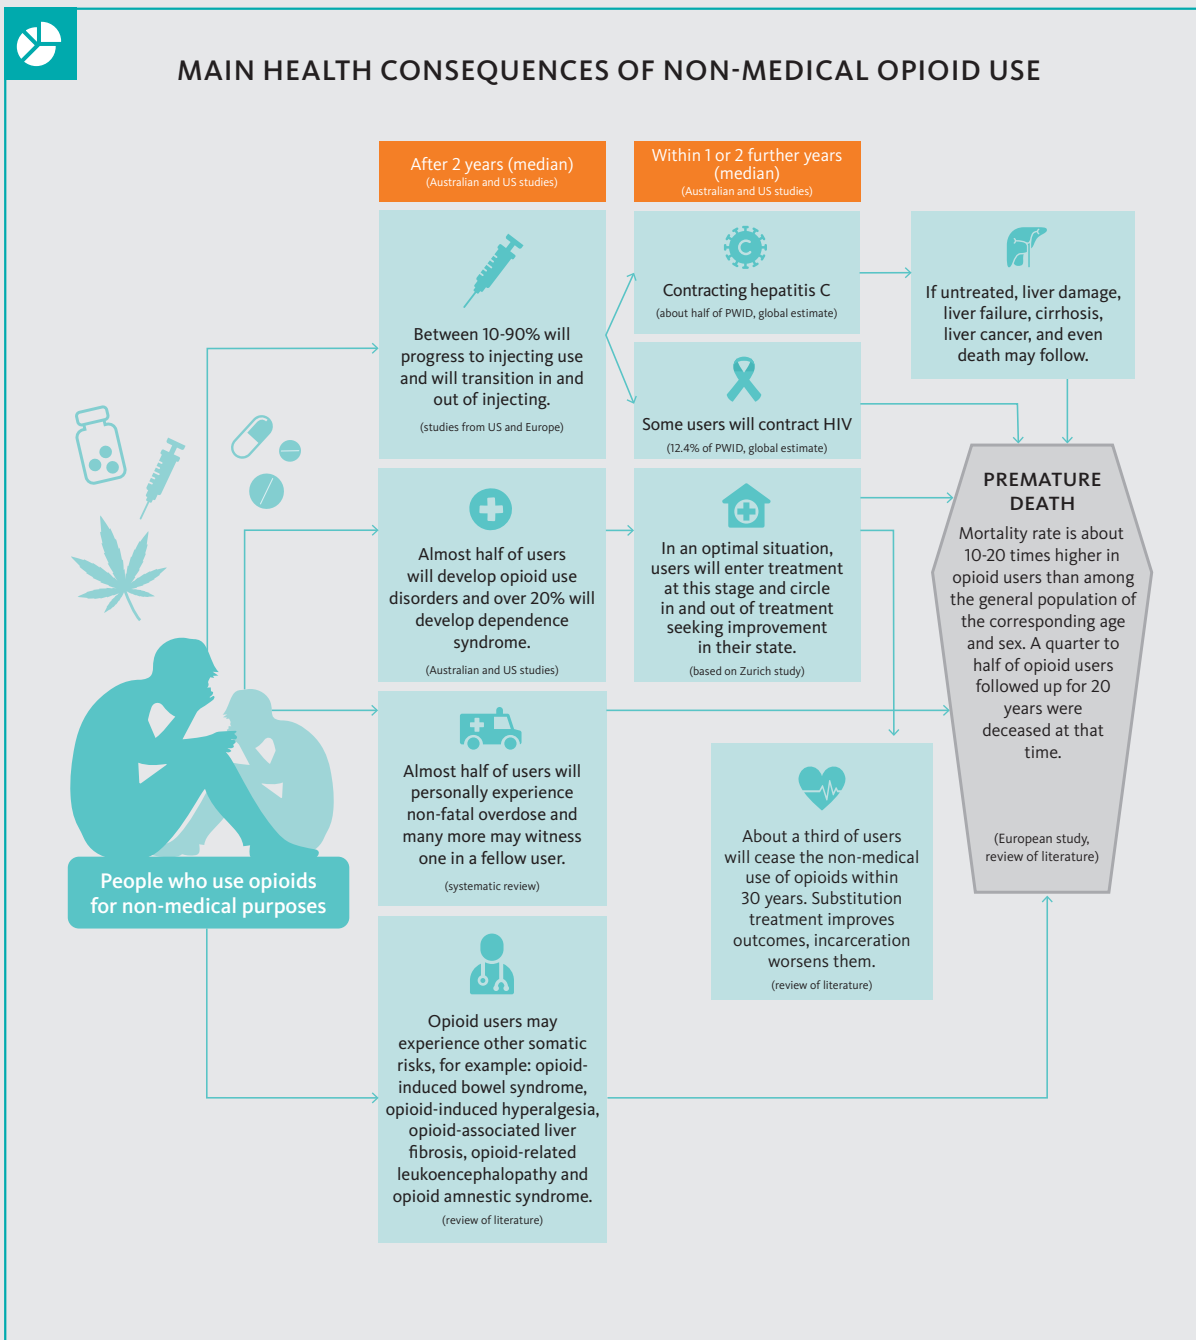 MAIN HEALTH CONSEQUENCES OF NON-MEDICAL OPIOID USE
After 2 years (median)
(Australian and US studies)
Within 1 or 2 further years
(median)
(Australian and US studies)
Between 10-90% will
progress to injecting use
and will transition in and
out of injecting.
(studies from US and Europe)
C
Contracting hepatitis C
(about half of PWID, global estimate)
If untreated, liver damage,
liver failure, cirrhosis,
liver cancer, and even
death may follow.
Some users will contract HIV
(12.4% of PWID, global estimate)
Almost half of users
will develop opioid use
disorders and over 20% will
develop dependence
syndrome.
(Australian and US studies)
In an optimal situation,
users will enter treatment
at this stage and circle
in and out of treatment
seeking improvement
in their state.
(based on Zurich study)
PREMATURE
DEATH
Mortality rate is about
10-20 times higher in
opioid users than among
the general population of
the corresponding age
and sex. A quarter to
half of opioid users
followed up for 20
years were
deceased at that
time.
(European study,
review of literature)
Almost half of users will
personally experience
non-fatal overdose and
many more may witness
one in a fellow user.
(systematic review)
About a third of users
will cease the non-medical
use of opioids within
30 years. Substitution
treatment improves
outcomes, incarceration
worsens them.
(review of literature)
People who use opioids
for non-medical purposes
Opioid users may
experience other somatic
risks, for example: opioid-
induced bowel syndrome,
opioid-induced hyperalgesia,
opioid-associated liver
fibrosis, opioid-related
leukoencephalopathy and
opioid amnestic syndrome.
(review of literature)